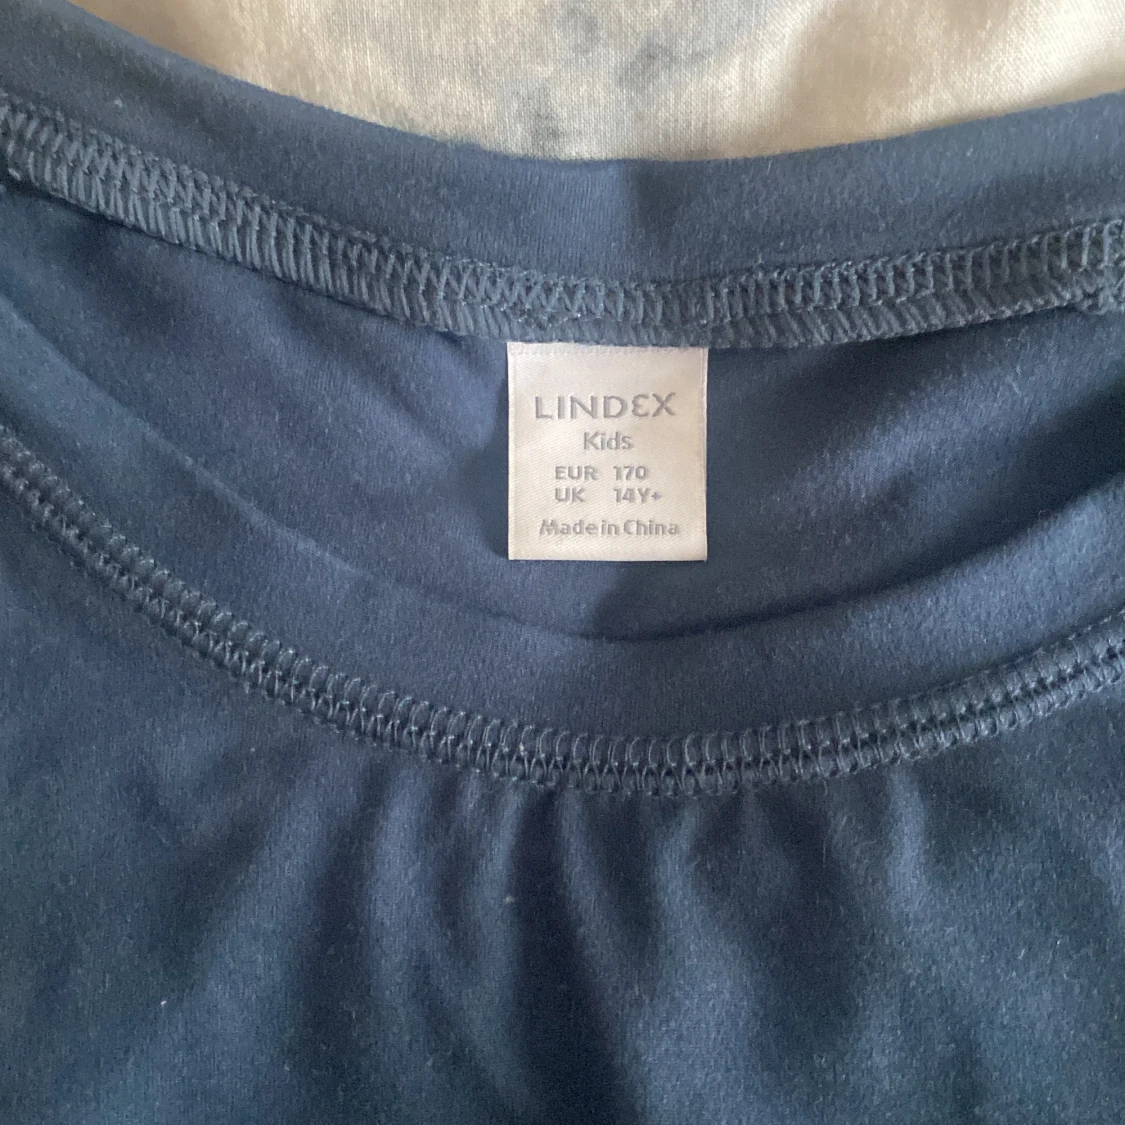 LINDEX
Kids
EUR 170
UK 14Y+
Made in China